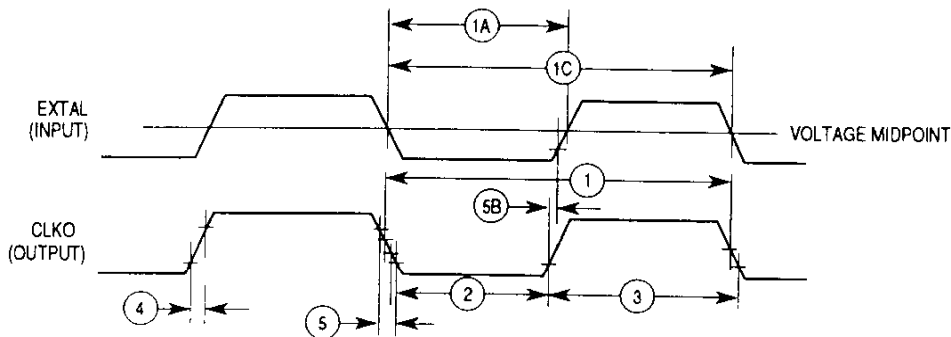 1A
1C
EXTAL
(INPUT)
VOLTAGE MIDPOINT
1
5B
CLKO
(OUTPUT)
2
3
4
5